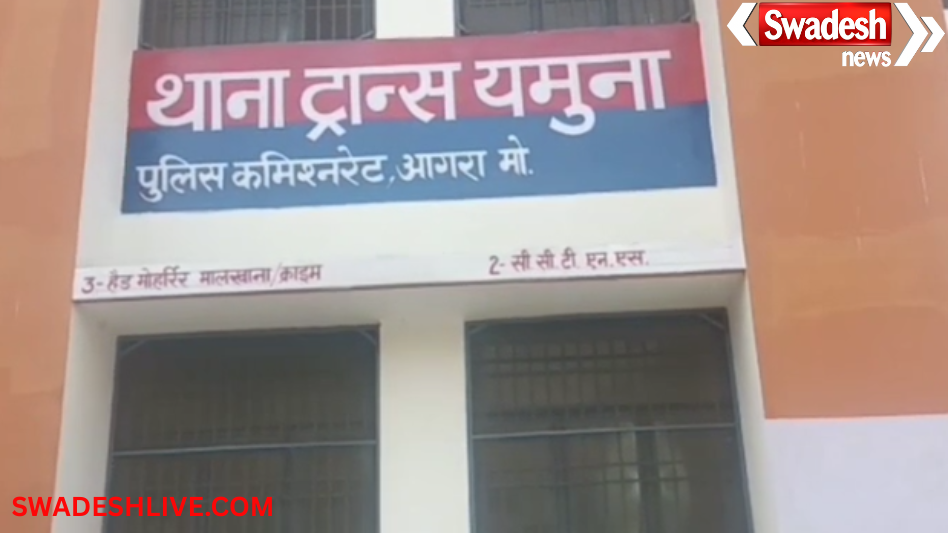 Swadesh
news
थाना ट्रान्स यमुना
पुलिस कमिश्नरेट, आगरा मो.
3- हैड मोहर्रिर मालखाना/क्राइम
2- सी.सी.टी. एन.एस.
SWADESHLIVE.COM